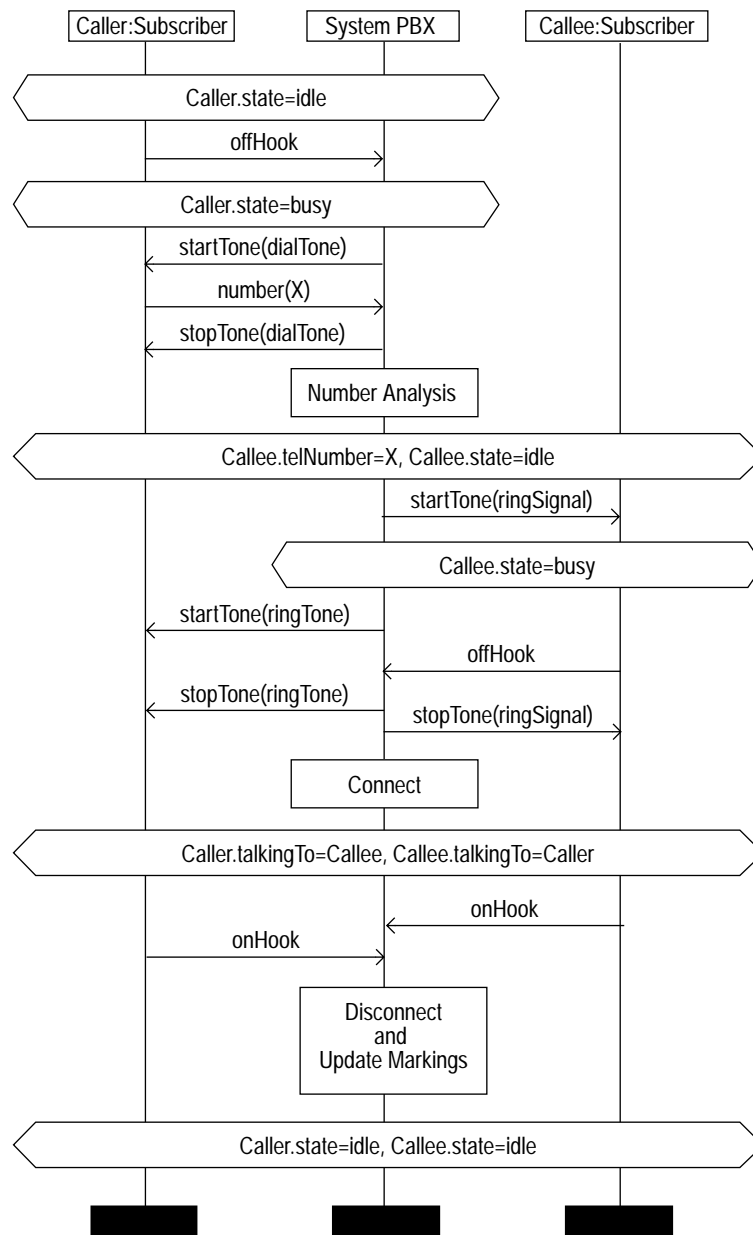 Caller:Subscriber
System PBX
Callee:Subscriber
Caller.state=idle
offHook
Caller.state=busy
startTone(dialTone)
number(X)
stopTone(dialTone)
Number Analysis
Callee.telNumber=X, Callee.state=idle
startTone(ringSignal)
Callee.state=busy
startTone(ringTone)
offHook
stopTone(ringTone)
stopTone(ringSignal)
Connect
Caller.talkingTo=Callee, Callee.talkingTo=Caller
onHook
onHook
Disconnect
and
Update Markings
Caller.state=idle, Callee.state=idle